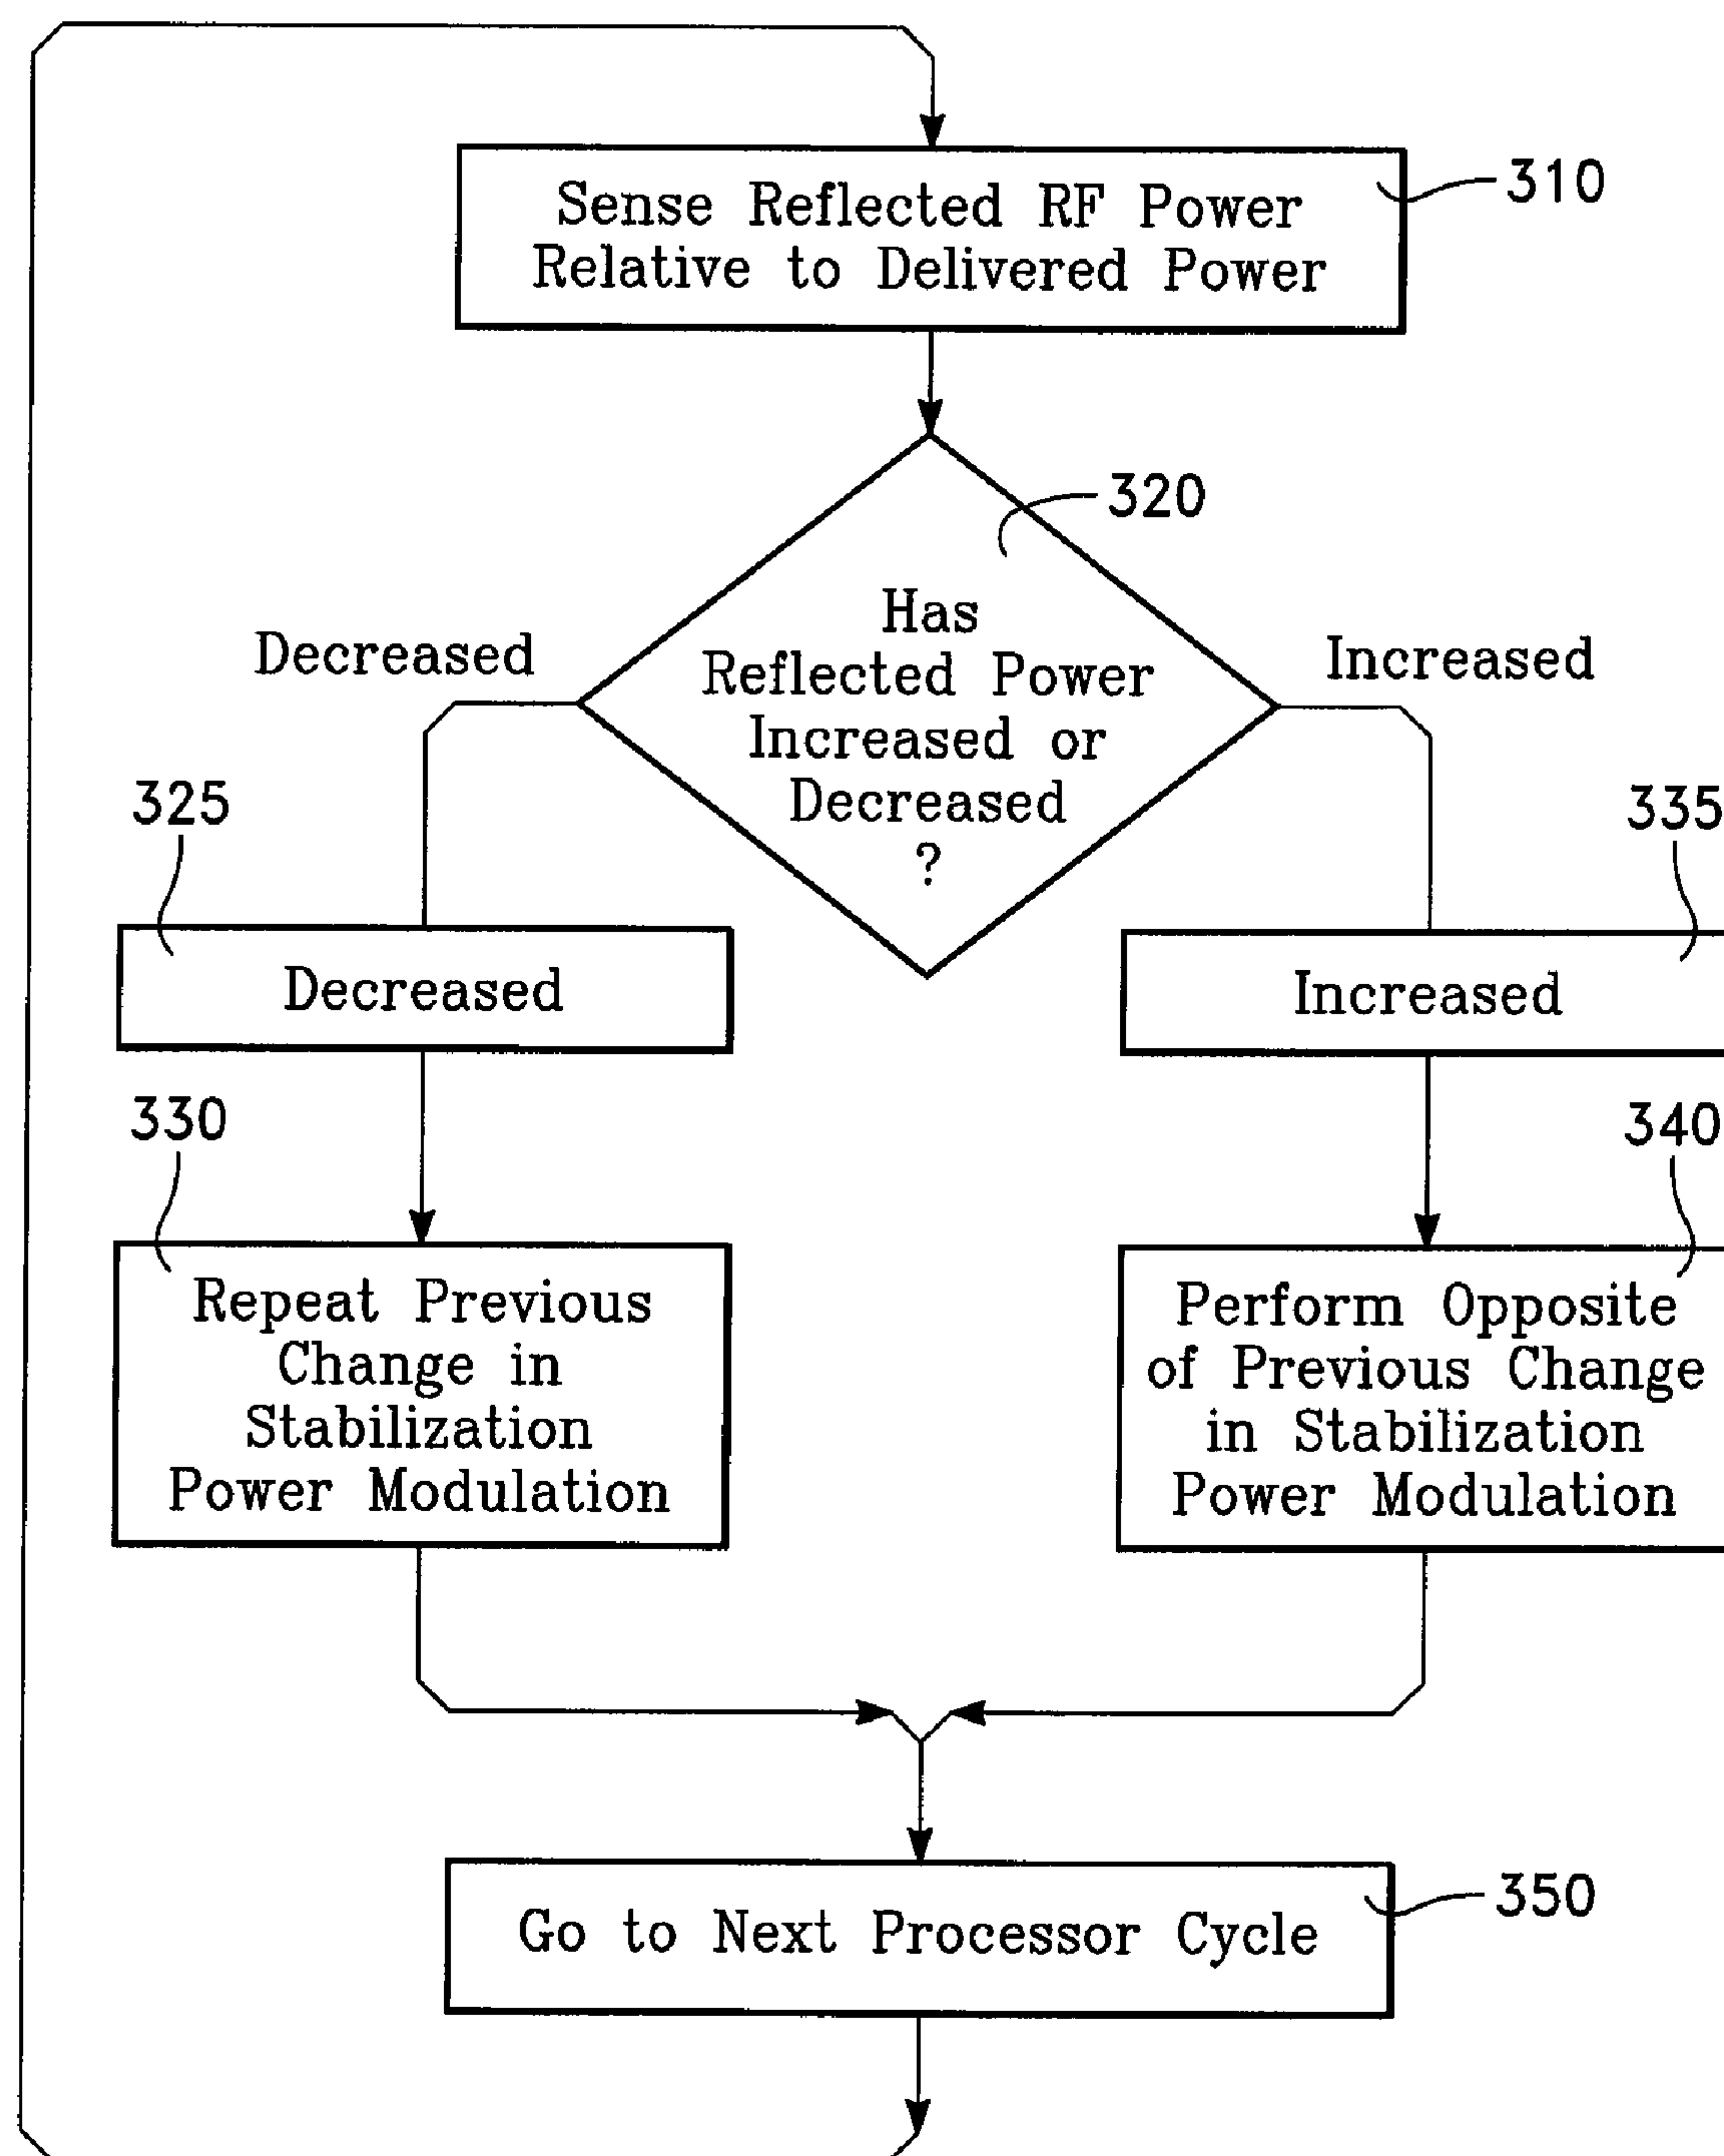 Sense Reflected RF Power
Relative to Delivered Power
310
320
Has
Reflected Power
Increased or
Decreased
?
Decreased
Increased
325
335
Decreased
Increased
330
340
Repeat Previous
Change in
Stabilization
Power Modulation
Perform Opposite
of Previous Change
in Stabilization
Power Modulation
350
Go to Next Processor Cycle